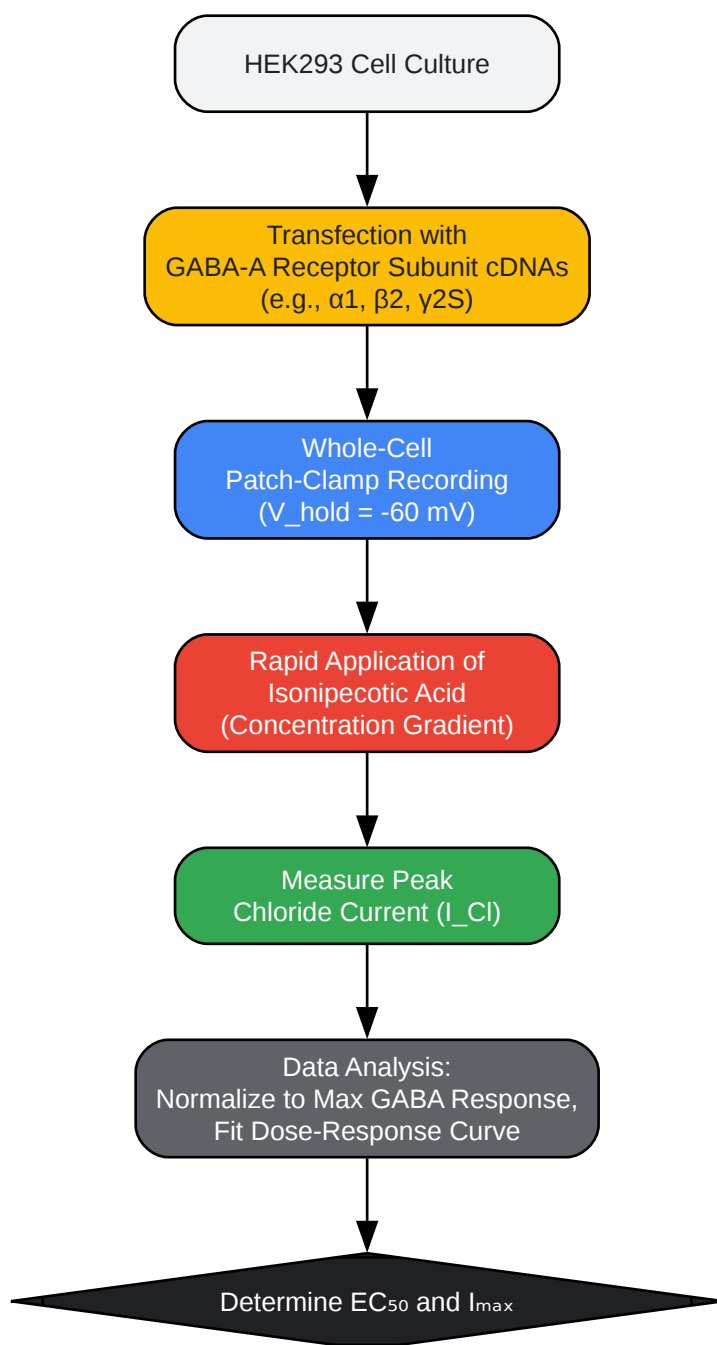 HEK293 Cell Culture
Transfection with
GABA-A Receptor Subunit cDNAs
(e.g., α1, β2, γ2S)
Whole-Cell
Patch-Clamp Recording
(V_hold = -60 mV)
Rapid Application of
Isonipecotic Acid
(Concentration Gradient)
Measure Peak
Chloride Current (I_Cl)
Data Analysis:
Normalize to Max GABA Response,
Fit Dose-Response Curve
Determine EC₅₀ and Iₘₐₓ